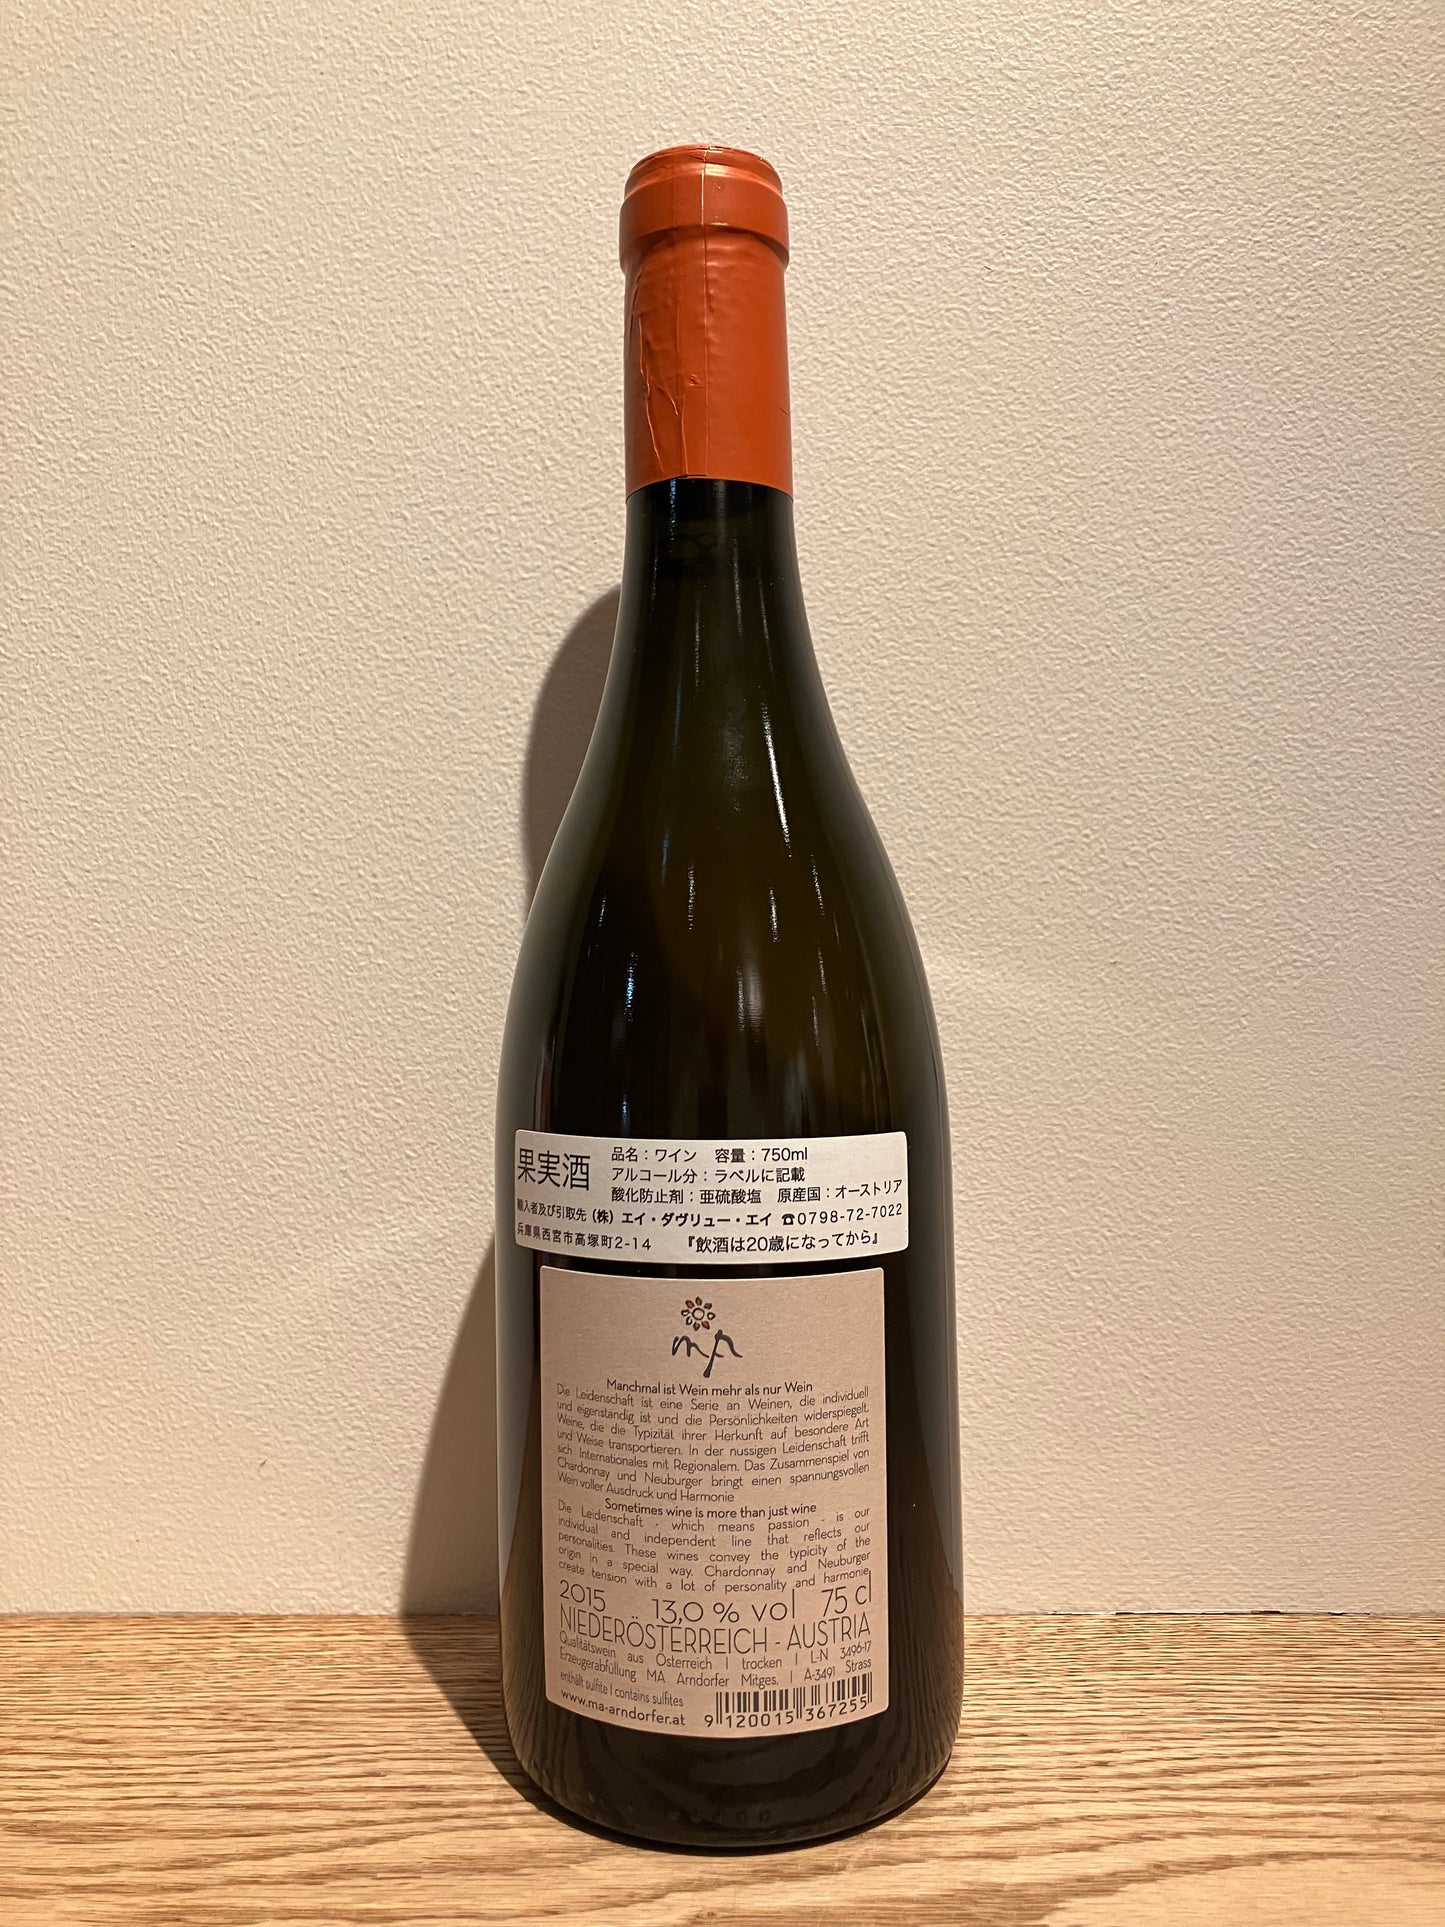 果実酒
品名：ワイン　容量：750ml
アルコール分：ラベルに記載
酸化防止剤：亜硫酸塩　原産国：オーストリア
輸入者及び引取先（株）エイ・ダヴリュー・エイ ☎0798-72-7022
兵庫県西宮市高塚町2-14　『飲酒は20歳になってから』
MA
Manchmal ist Wein mehr als nur Wein
Die Leidenschaft ist eine Serie an Weinen, die individuell
und eigenständig ist und die Persönlichkeiten widerspiegelt.
Weine, die die Typizität ihrer Herkunft auf besondere Art
und Weise transportieren. In der nussigen Leidenschaft trifft
sich Internationales mit Regionalem. Das Zusammenspiel von
Chardonnay und Neuburger bringt einen spannungsvollen
Wein voller Ausdruck und Harmonie
Sometimes wine is more than just wine
Die Leidenschaft - which means passion - is our
individual and independent line that reflects our
personalities. These wines convey the typicity of the
origin in a special way. Chardonnay and Neuburger
create tension with a lot of personality and harmonie
2015 13,0 % vol 75 cl
NIEDERÖSTERREICH - AUSTRIA
Qualitätswein aus Österreich | trocken | L-N 3496-17
Erzeugerabfüllung MA Arndorfer Mitges. | A-3491 Strass
enthält sulfite | contains sulfites
www.ma-arndorfer.at
9 120015 367255